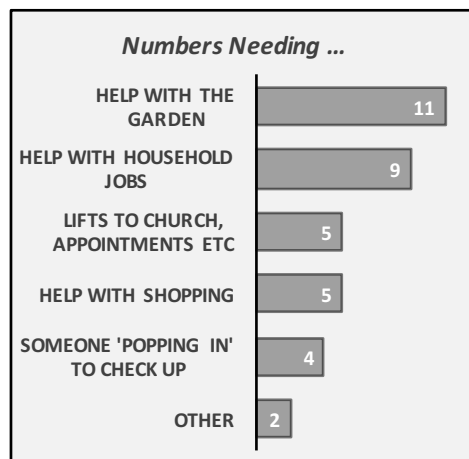 Numbers Needing ...
HELP WITH THE
GARDEN
11
HELP WITH HOUSEHOLD
JOBS
9
LIFTS TO CHURCH,
APPOINTMENTS ETC
5
HELP WITH SHOPPING
5
SOMEONE 'POPPING IN'
TO CHECK UP
4
OTHER
2